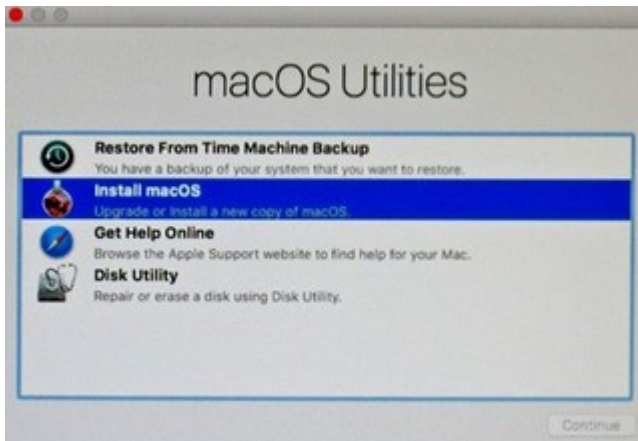 macOS Utilities
Restore From Time Machine Backup
You have a backup of your system that you want to restore.
Install macOS
Upgrade or Install a new copy of macOS.
Get Help Online
Browse the Apple Support website to find help for your Mac.
Disk Utility
Repair or erase a disk using Disk Utility.
Continue